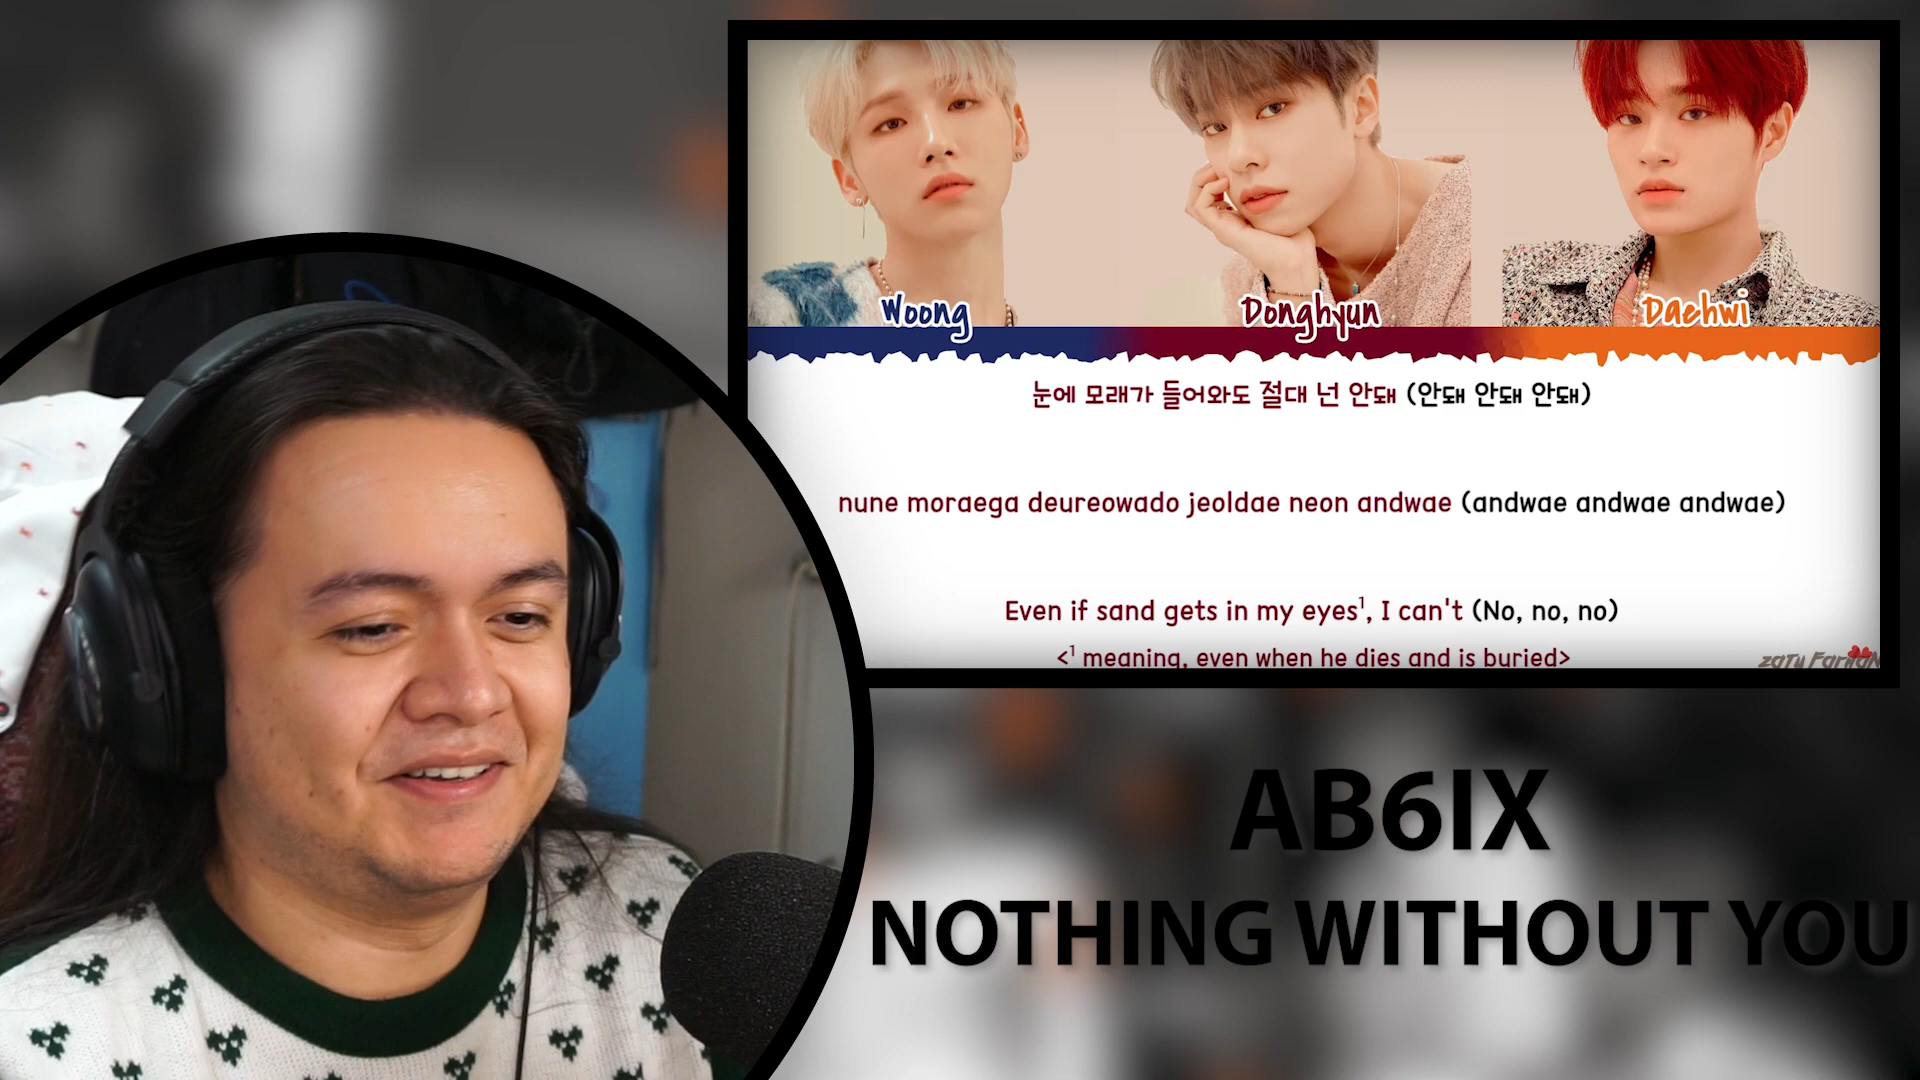 Woong Donghyun Daehwi
눈에 모래가 들어와도 절대 넌 안돼 (안돼 안돼 안돼)
nune moraega deureowado jeoldae neon andwae (andwae andwae andwae)
Even if sand gets in my eyes¹, I can't (No, no, no)
<¹ meaning, even when he dies and is buried>
zaty Farhan
AB6IX
NOTHING WITHOUT YOU